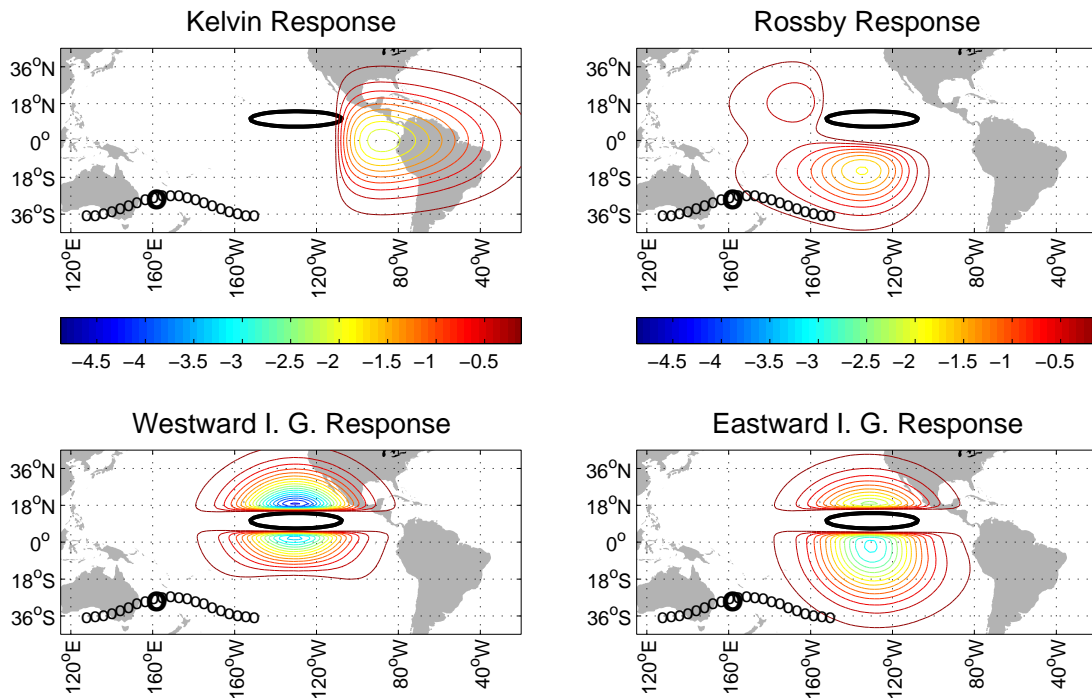 Kelvin Response
36°N
18°N
0°
18°S
36°S
120°E
160°E
160°W
120°W
80°W
40°W
−4.5 −4 −3.5 −3 −2.5 −2 −1.5 −1 −0.5
Rossby Response
36°N
18°N
0°
18°S
36°S
120°E
160°E
160°W
120°W
80°W
40°W
−4.5 −4 −3.5 −3 −2.5 −2 −1.5 −1 −0.5
Westward I. G. Response
36°N
18°N
0°
18°S
36°S
120°E
160°E
160°W
120°W
80°W
40°W
Eastward I. G. Response
36°N
18°N
0°
18°S
36°S
120°E
160°E
160°W
120°W
80°W
40°W